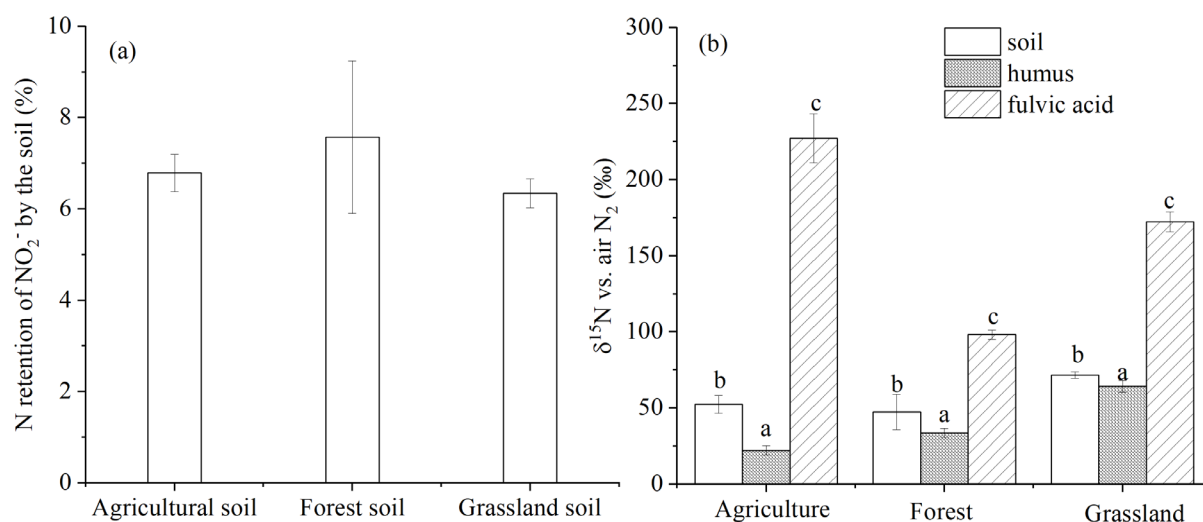 (a)
N retention of NO₂⁻ by the soil (%)
10
8
6
4
2
0
Agricultural soil
Forest soil
Grassland soil
(b)
δ¹⁵N vs. air N₂ (‰)
300
250
200
150
100
50
0
soil
humus
fulvic acid
b
a
c
b
a
c
b
a
c
Agriculture
Forest
Grassland